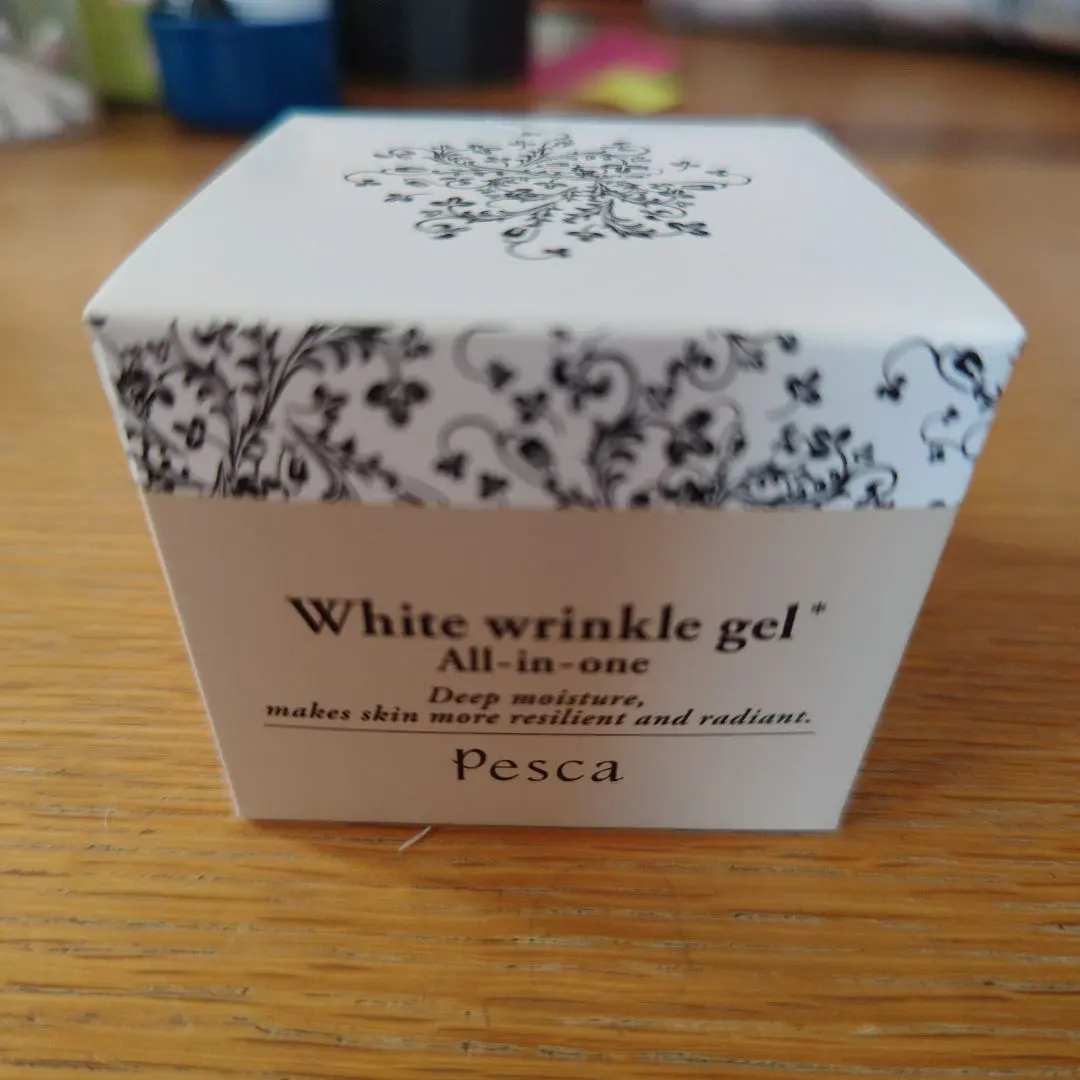 White wrinkle gel*
All-in-one
Deep moisture,
makes skin more resilient and radiant.
Pesca